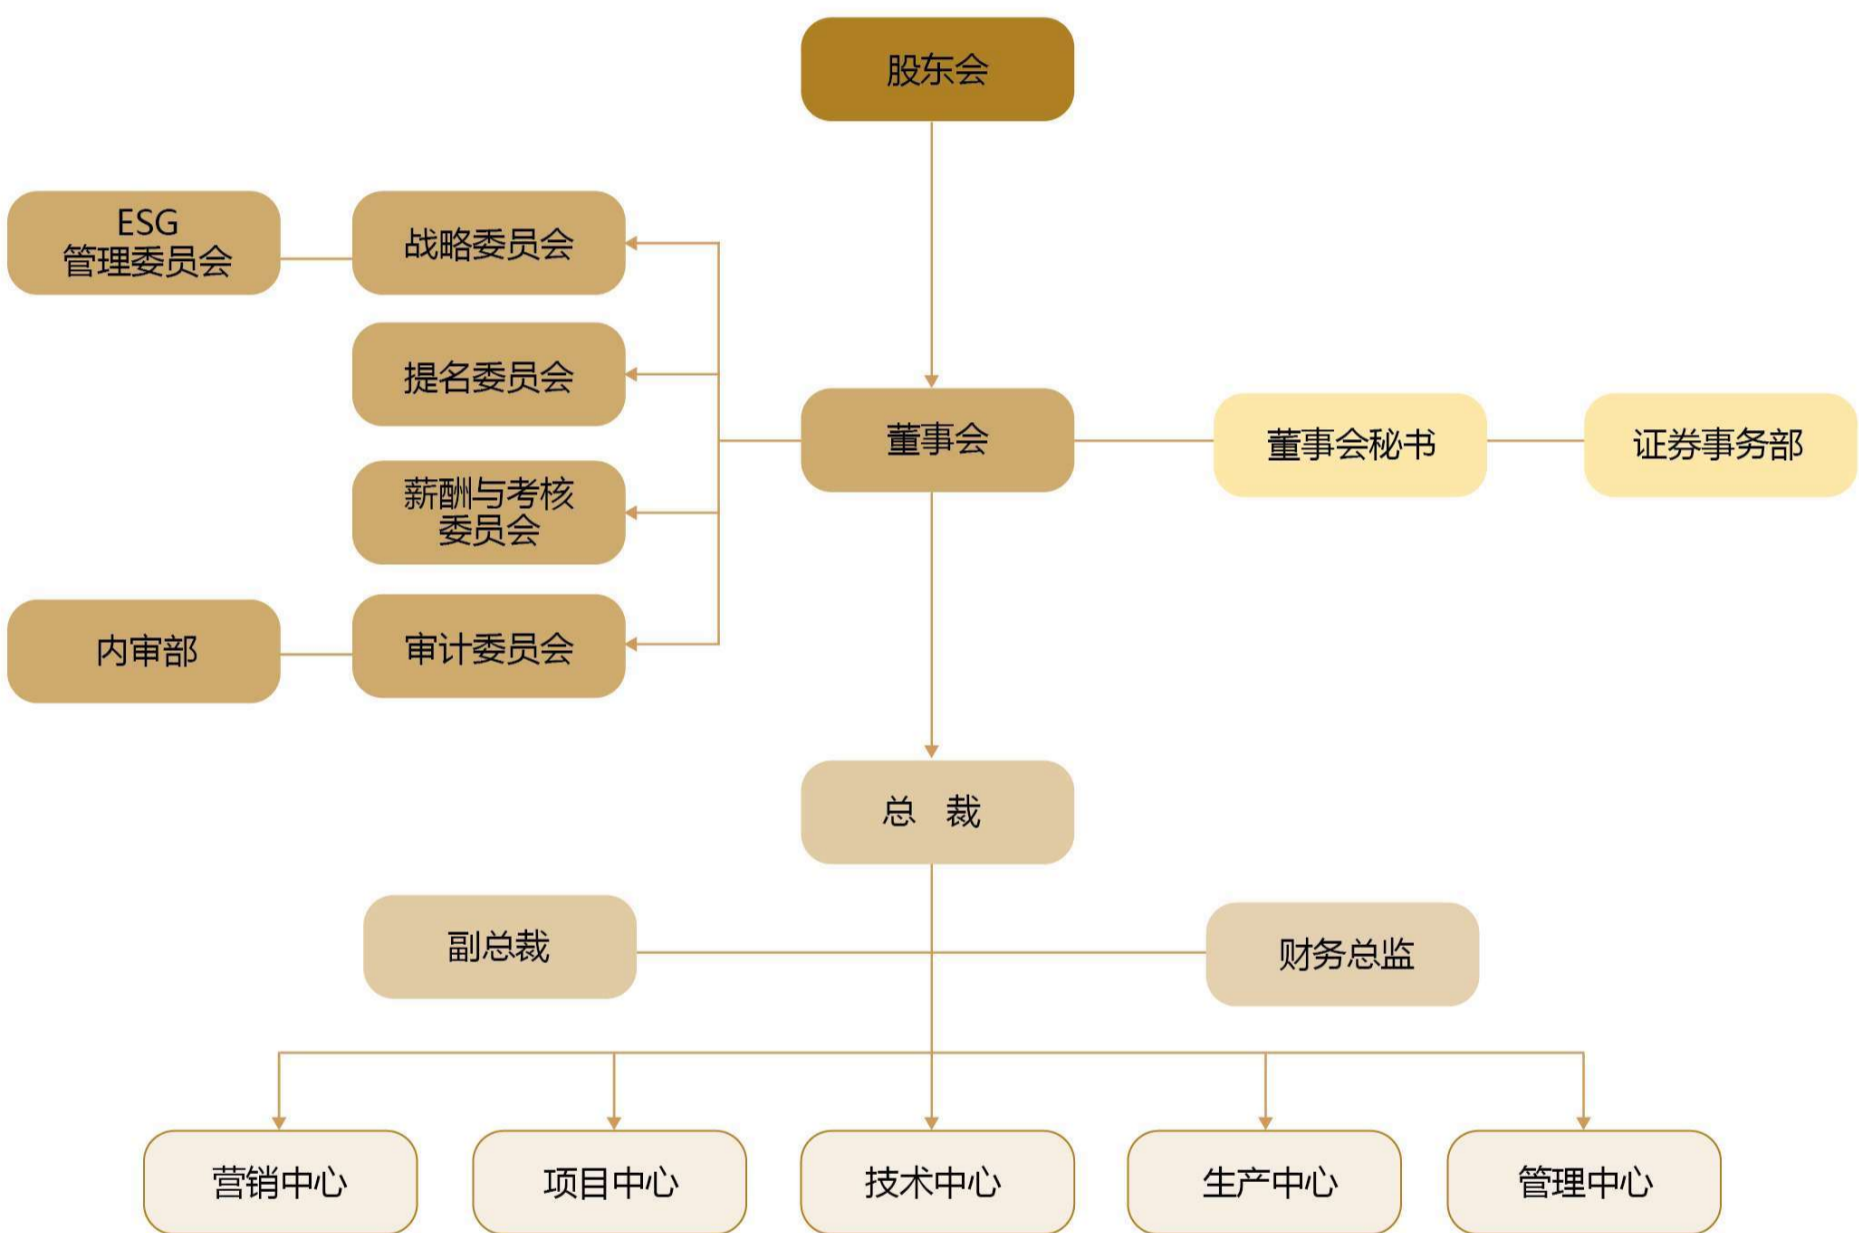 股东会
ESG
管理委员会
战略委员会
提名委员会
董事会
董事会秘书
证券事务部
薪酬与考核
委员会
内审部
审计委员会
总 裁
副总裁
财务总监
营销中心
项目中心
技术中心
生产中心
管理中心